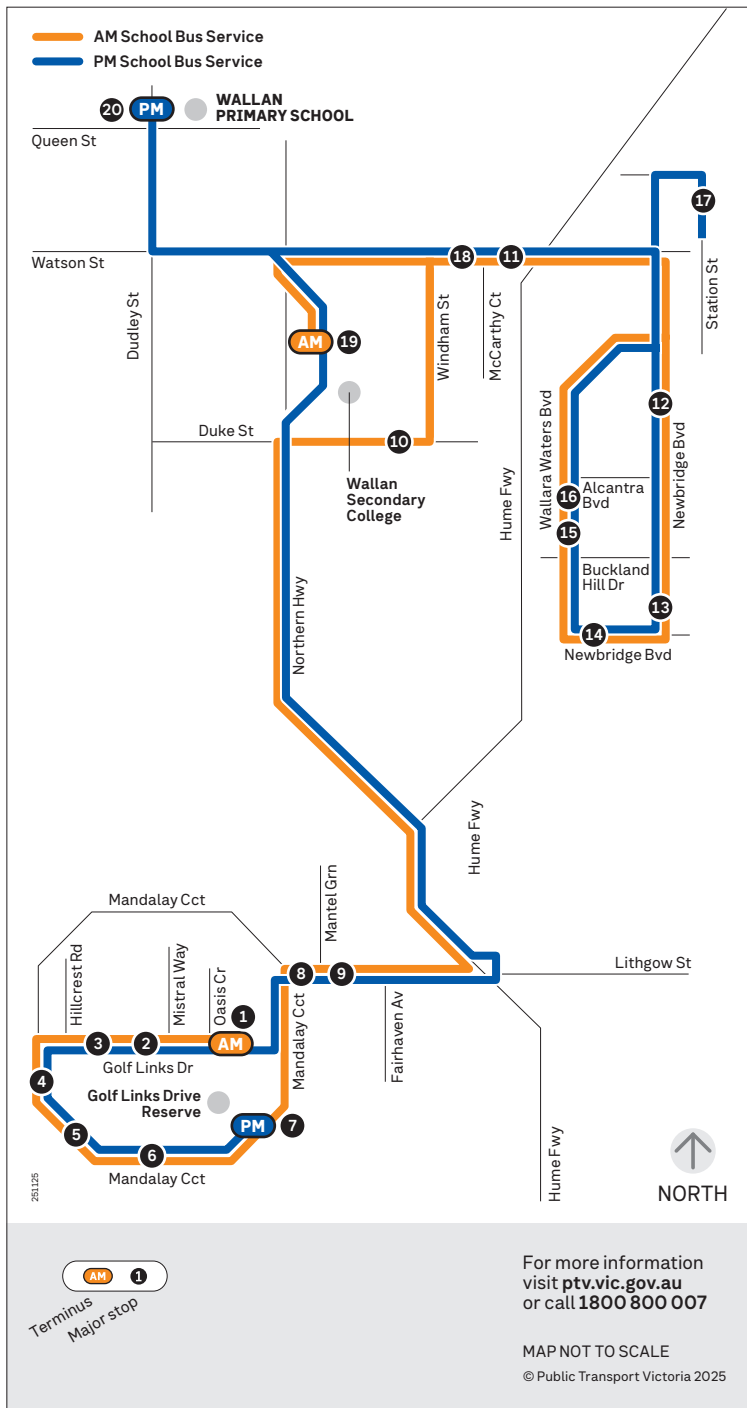 AM School Bus Service
PM School Bus Service
20
PM
WALLAN
PRIMARY SCHOOL
Queen St
17
Watson St
18
11
Dudley St
Windham St
McCarthy Ct
Station St
AM
19
Wallara Waters Bvd
12
Newbridge Bvd
Duke St
10
Wallan
Secondary
College
Hume Fwy
16
Alcantra
Bvd
15
Buckland
Hill Dr
13
14
Newbridge Bvd
Northern Hwy
Hume Fwy
Mandalay Cct
Mantel Grn
Hillcrest Rd
Mistral Way
Oasis Cr
8
9
Lithgow St
1
AM
3
2
Golf Links Dr
Mandalay Cct
Fairhaven Av
4
Golf Links Drive
Reserve
PM
7
5
6
Mandalay Cct
Hume Fwy
251125
NORTH
AM
1
Terminus
Major stop
For more information
visit ptv.vic.gov.au
or call 1800 800 007
MAP NOT TO SCALE
© Public Transport Victoria 2025